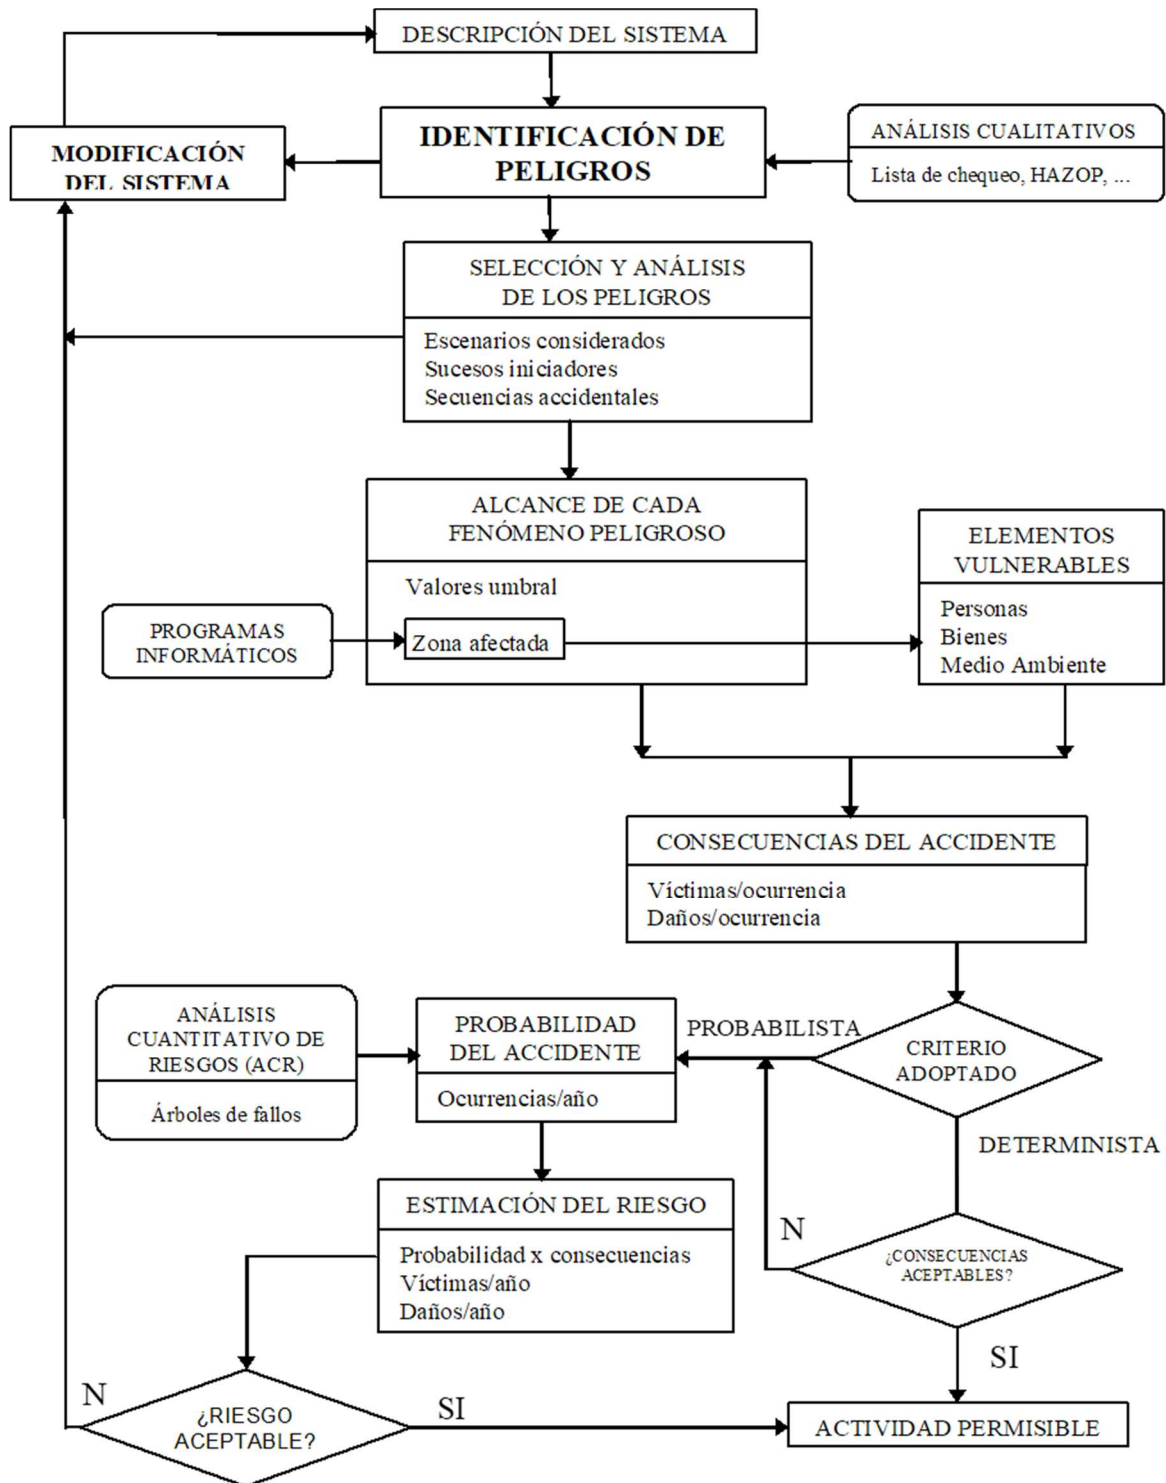 DESCRIPCIÓN DEL SISTEMA
IDENTIFICACIÓN DE
PELIGROS
MODIFICACIÓN
DEL SISTEMA
ANÁLISIS CUALITATIVOS
Lista de chequeo, HAZOP, ...
SELECCIÓN Y ANÁLISIS
DE LOS PELIGROS
Escenarios considerados
Sucesos iniciadores
Secuencias accidentales
ALCANCE DE CADA
FENÓMENO PELIGROSO
Valores umbral
Zona afectada
PROGRAMAS
INFORMÁTICOS
ELEMENTOS
VULNERABLES
Personas
Bienes
Medio Ambiente
CONSECUENCIAS DEL ACCIDENTE
Víctimas/ocurrencia
Daños/ocurrencia
CRITERIO
ADOPTADO
PROBABILISTA
DETERMINISTA
ANÁLISIS
CUANTITATIVO DE
RIESGOS (ACR)
Árboles de fallos
PROBABILIDAD
DEL ACCIDENTE
Ocurrencias/año
ESTIMACIÓN DEL RIESGO
Probabilidad x consecuencias
Víctimas/año
Daños/año
N
¿CONSECUENCIAS
ACEPTABLES?
SI
N
¿RIESGO
ACEPTABLE?
SI
ACTIVIDAD PERMISIBLE